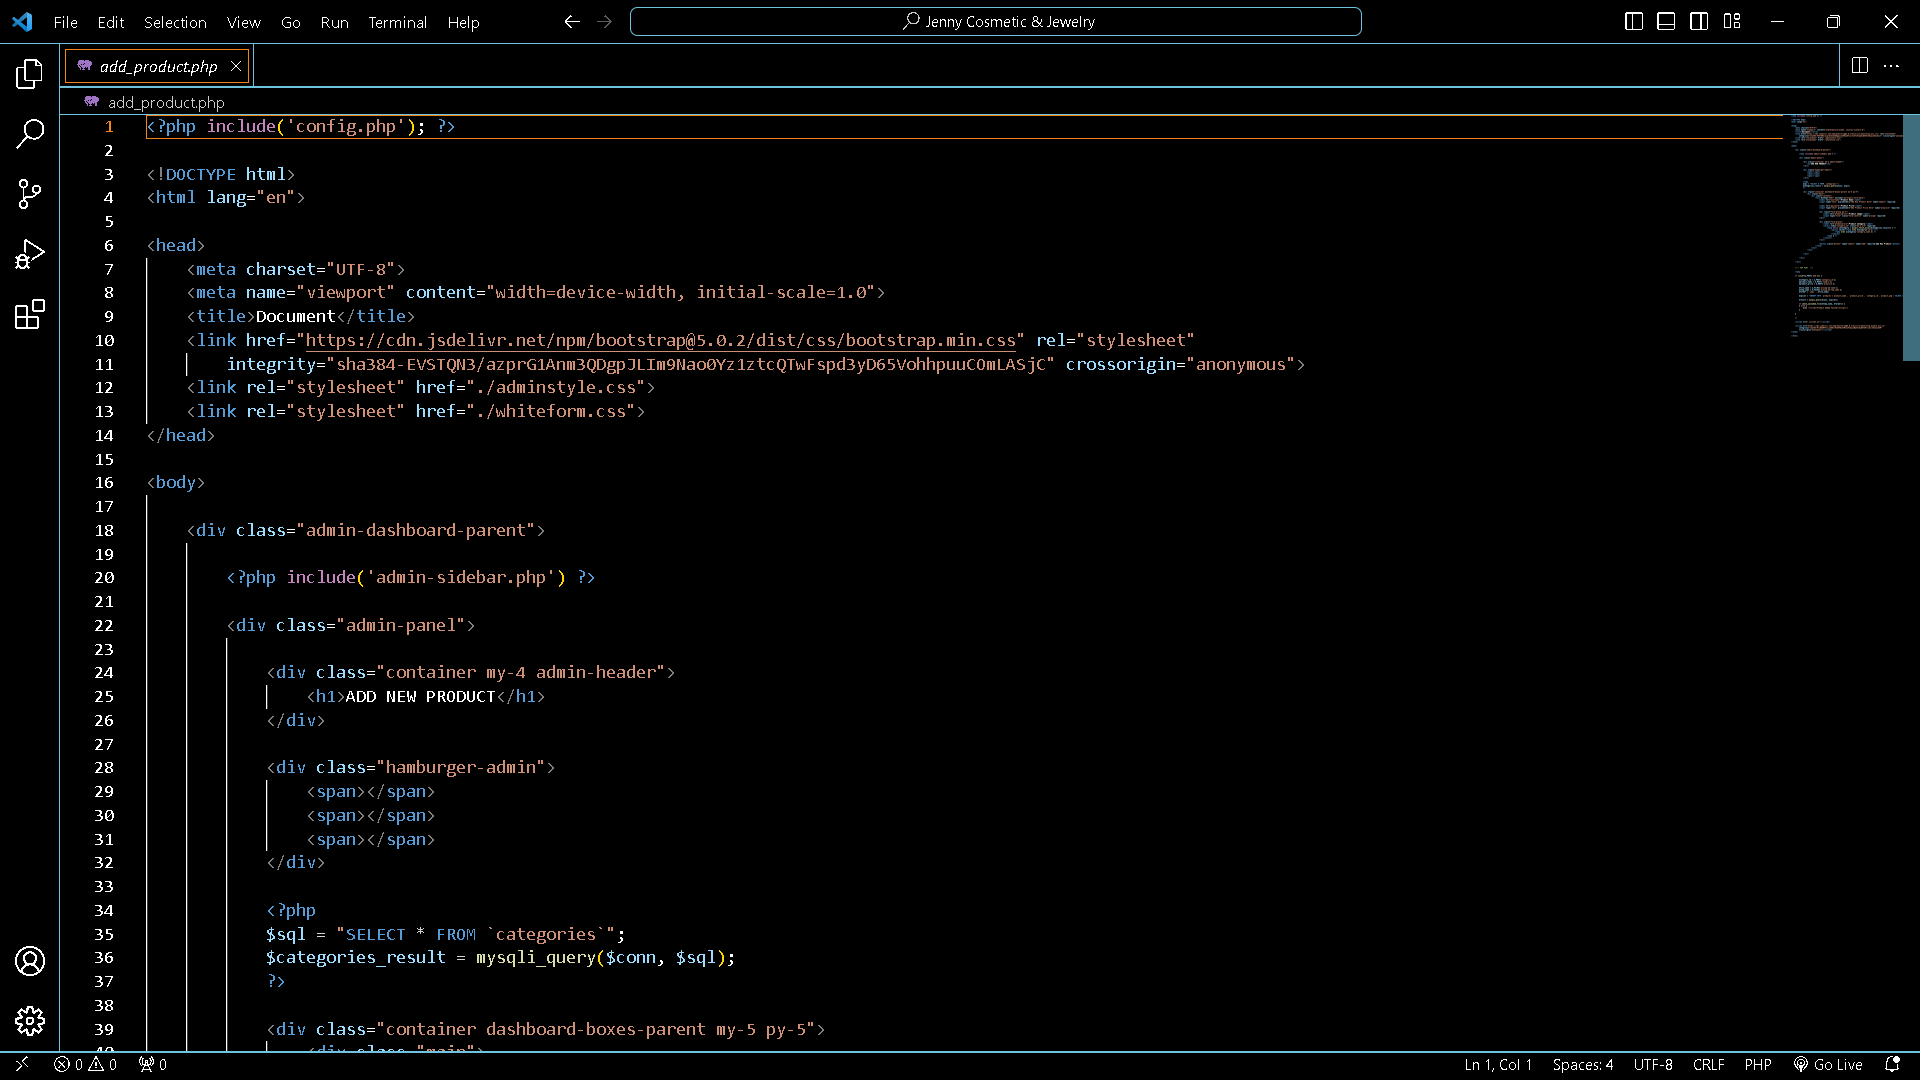 File Edit Selection View Go Run Terminal Help Jenny Cosmetic & Jewelry
add_product.php
add_product.php
1 <?php include('config.php'); ?>
2
3 <!DOCTYPE html>
4 <html lang="en">
5
6 <head>
7 <meta charset="UTF-8">
8 <meta name="viewport" content="width=device-width, initial-scale=1.0">
9 <title>Document</title>
10 <link href="https://cdn.jsdelivr.net/npm/bootstrap@5.0.2/dist/css/bootstrap.min.css" rel="stylesheet"
11 integrity="sha384-EVSTQN3/azprG1Anm3QDgpJLIm9Nao0Yz1ztcQTwFspd3yD65VohhpuuCOmLASjC" crossorigin="anonymous">
12 <link rel="stylesheet" href="./adminstyle.css">
13 <link rel="stylesheet" href="./whiteform.css">
14 </head>
15
16 <body>
17
18 <div class="admin-dashboard-parent">
19
20 <?php include('admin-sidebar.php') ?>
21
22 <div class="admin-panel">
23
24 <div class="container my-4 admin-header">
25 <h1>ADD NEW PRODUCT</h1>
26 </div>
27
28 <div class="hamburger-admin">
29 <span></span>
30 <span></span>
31 <span></span>
32 </div>
33
34 <?php
35 $sql = "SELECT * FROM `categories`";
36 $categories_result = mysqli_query($conn, $sql);
37 ?>
38
39 <div class="container dashboard-boxes-parent my-5 py-5">
40 <div class="main">
0 0 0 Ln 1, Col 1 Spaces: 4 UTF-8 CRLF PHP Go Live